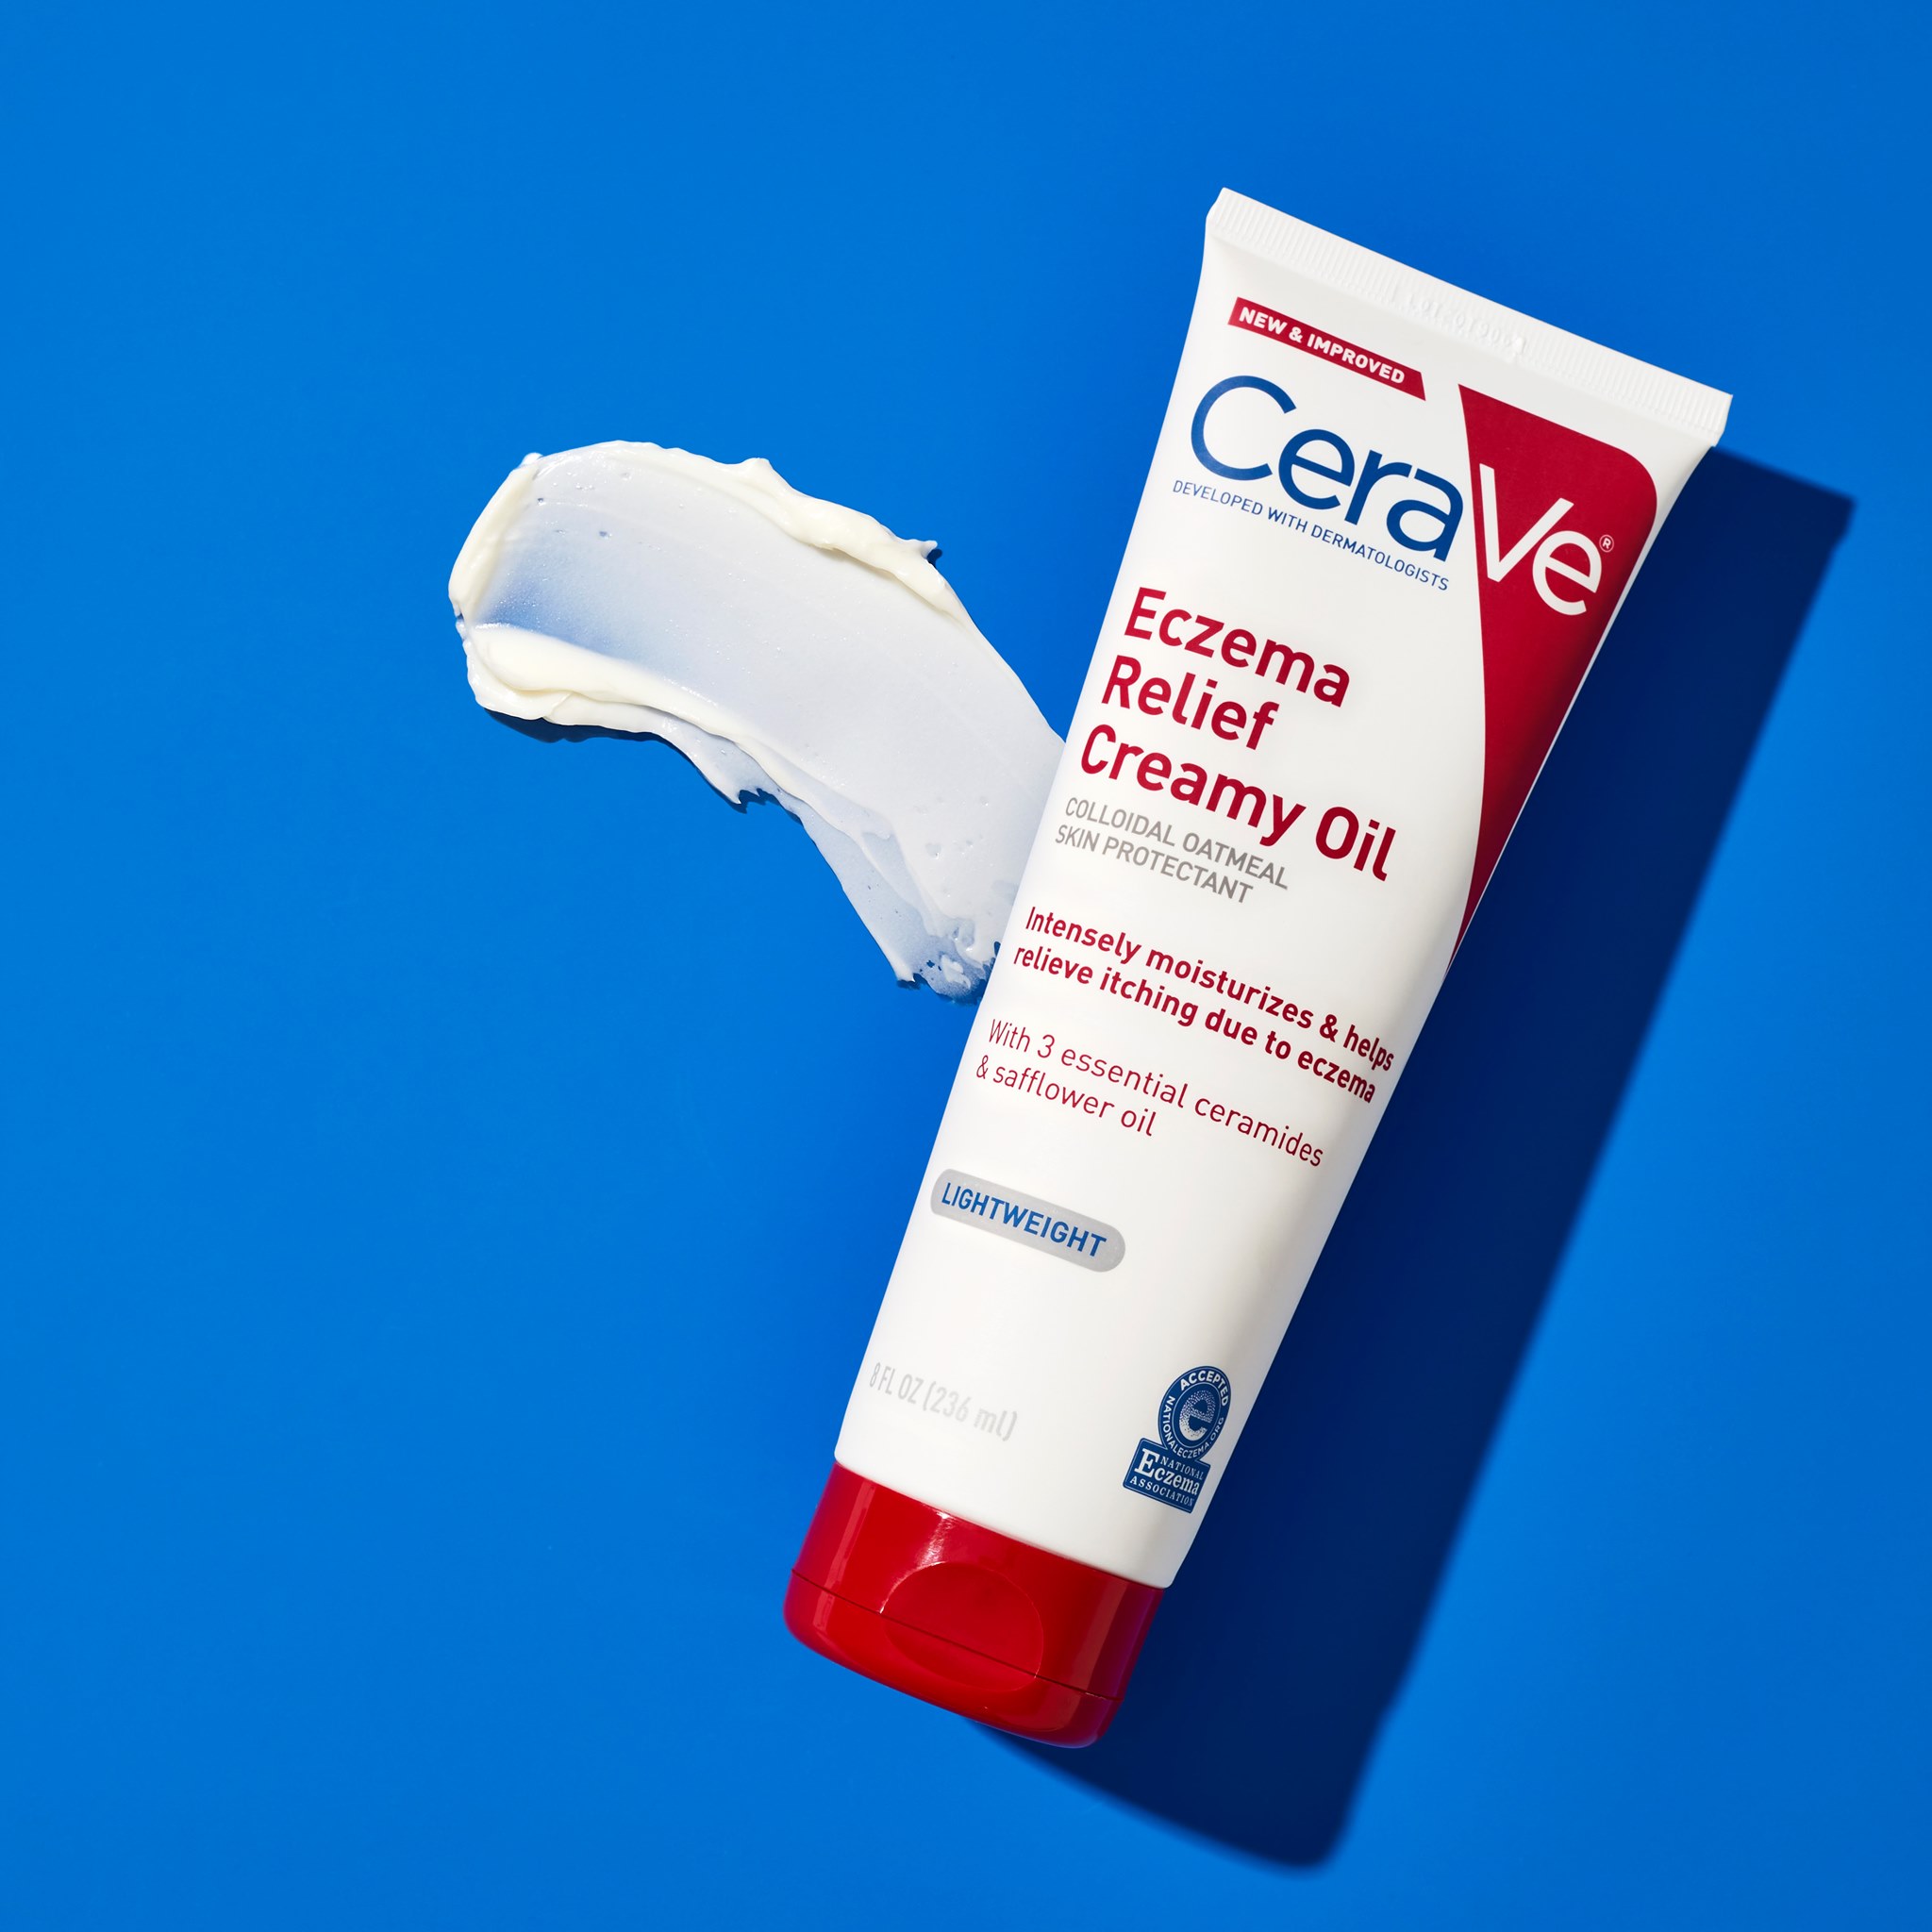 NEW & IMPROVED
CeraVe®
DEVELOPED WITH DERMATOLOGISTS
Eczema
Relief
Creamy Oil
COLLOIDAL OATMEAL
SKIN PROTECTANT
Intensely moisturizes & helps
relieve itching due to eczema
With 3 essential ceramides
& safflower oil
LIGHTWEIGHT
8 FL OZ (236 ml)
ACCEPTED
e
NATIONALECZEMA.ORG
NATIONAL
Eczema
ASSOCIATION